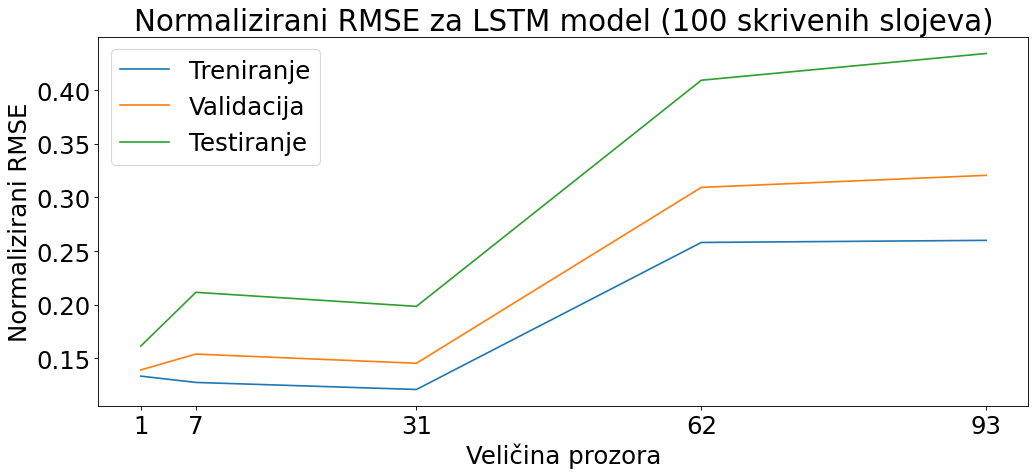 Normalizirani RMSE za LSTM model (100 skrivenih slojeva)
Treniranje
Validacija
Testiranje
Normalizirani RMSE
0.40
0.35
0.30
0.25
0.20
0.15
1 7 31 62 93
Veličina prozora